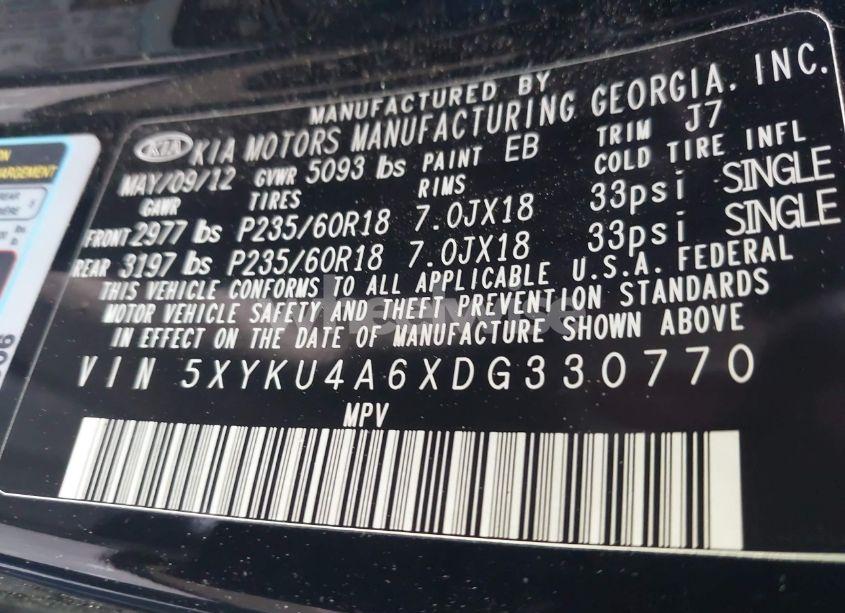 MANUFACTURED BY
KIA KIA MOTORS MANUFACTURING GEORGIA, INC.
MAY/09/12 GVWR 5093 lbs PAINT EB TRIM J7
GAWR TIRES RIMS COLD TIRE INFL
FRONT 2977 lbs P235/60R18 7.0JX18 33psi SINGLE
REAR 3197 lbs P235/60R18 7.0JX18 33psi SINGLE
THIS VEHICLE CONFORMS TO ALL APPLICABLE U.S.A. FEDERAL
MOTOR VEHICLE SAFETY AND THEFT PREVENTION STANDARDS
IN EFFECT ON THE DATE OF MANUFACTURE SHOWN ABOVE
VIN 5XYKU4A6XDG330770
MPV